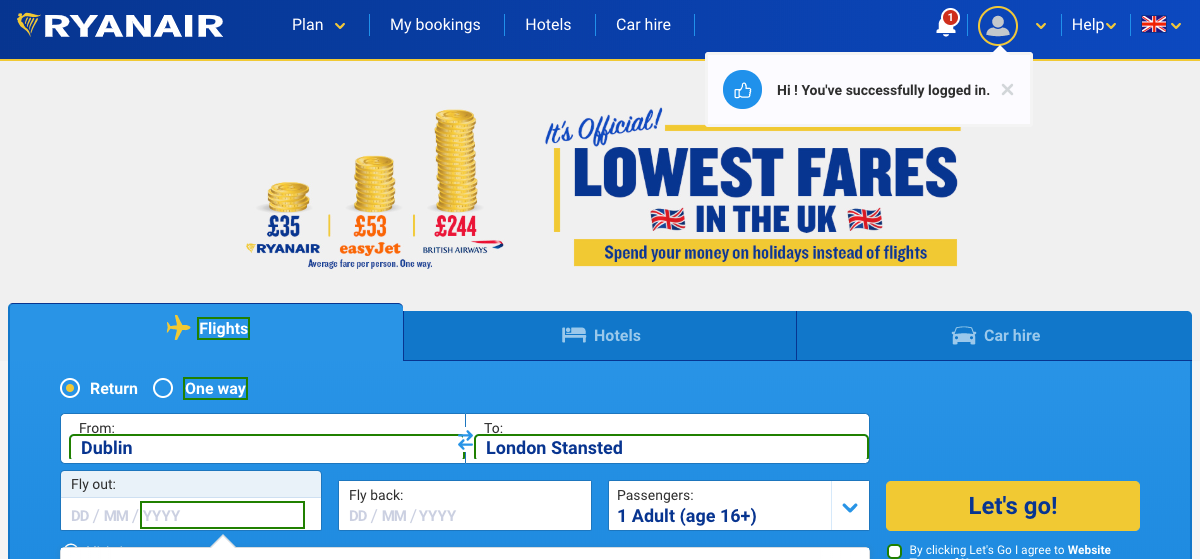 RYANAIR
Plan
My bookings
Hotels
Car hire
1
Help
Hi ! You've successfully logged in.
It's Official!
LOWEST FARES
IN THE UK
Spend your money on holidays instead of flights
£35
£53
£244
RYANAIR
easyJet
BRITISH AIRWAYS
Average fare per person. One way.
Flights
Hotels
Car hire
Return
One way
From:
Dublin
To:
London Stansted
Fly out:
DD / MM / YYYY
Fly back:
DD / MM / YYYY
Passengers:
1 Adult (age 16+)
Let's go!
By clicking Let's Go I agree to Website